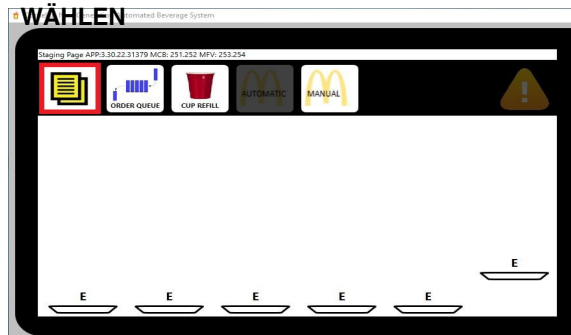 WÄHLEN
tomated Beverage System
Staging Page APP:3.30.22.31379 MCB: 251.252 MFV: 253.254
ORDER QUEUE
CUP REFILL
AUTOMATIC
MANUAL
E
E
E
E
E
E